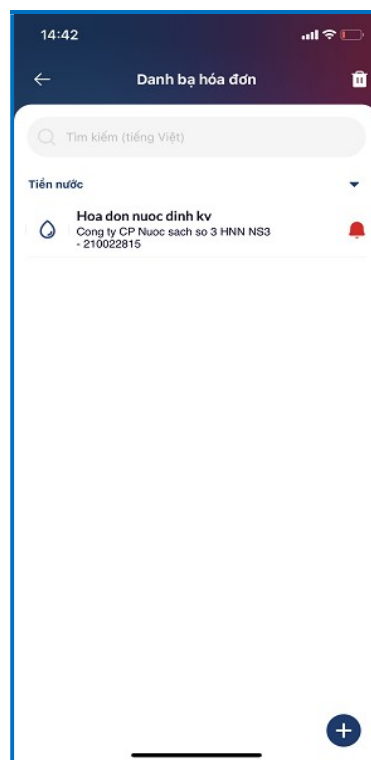 14:42
Danh bạ hóa đơn
Tìm kiếm (tiếng Việt)
Tiền nước
Hoa don nuoc dinh kv
Cong ty CP Nuoc sach so 3 HNN NS3
- 210022815